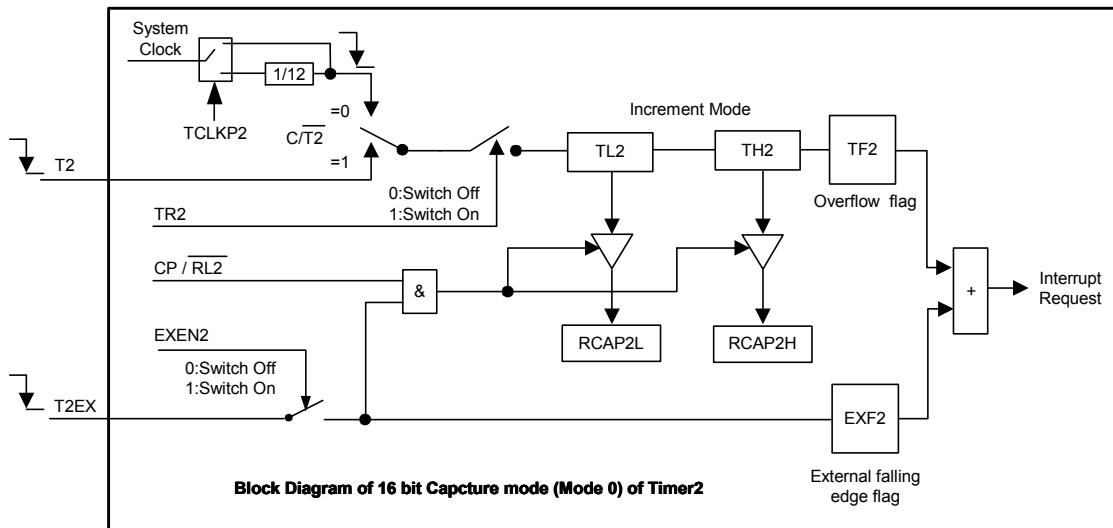 System
Clock
1/12
TCLKP2
=0
C/T2
=1
T2
Increment Mode
TL2
TH2
TF2
Overflow flag
0:Switch Off
1:Switch On
TR2
CP / RL2
&
+
Interrupt
Request
RCAP2L
RCAP2H
EXEN2
0:Switch Off
1:Switch On
T2EX
EXF2
External falling
edge flag
Block Diagram of 16 bit Capcture mode (Mode 0) of Timer2